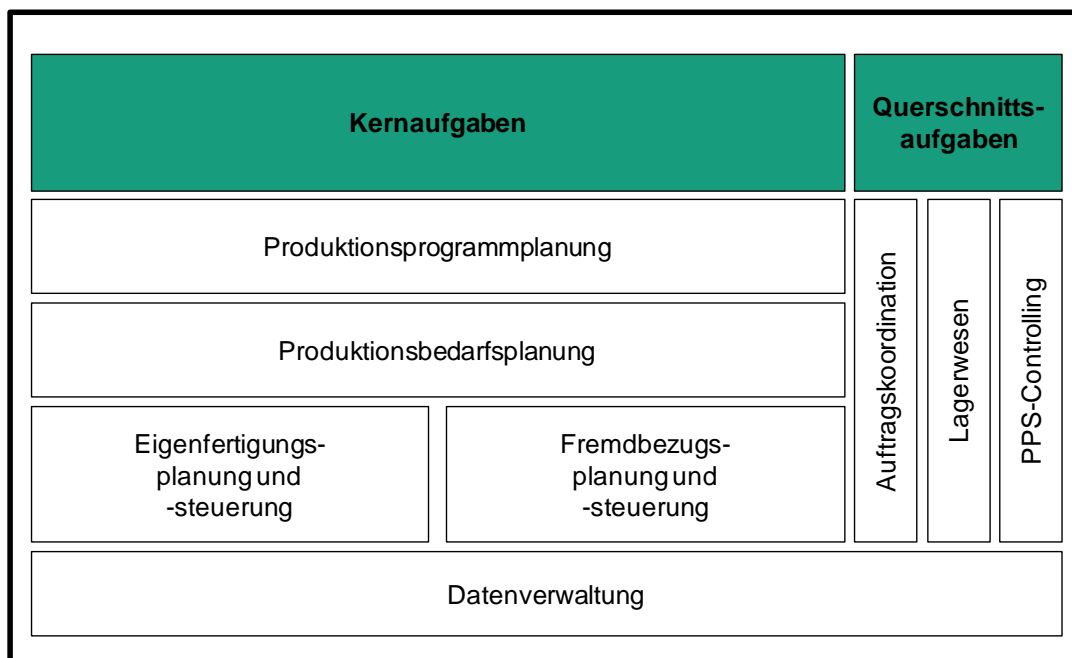 Kernaufgaben
Querschnitts-
aufgaben
Produktionsprogrammplanung
Produktionsbedarfsplanung
Eigenfertigungs-
planung und
-steuerung
Fremdbezugs-
planung und
-steuerung
Auftragskoordination
Lagerwesen
PPS-Controlling
Datenverwaltung